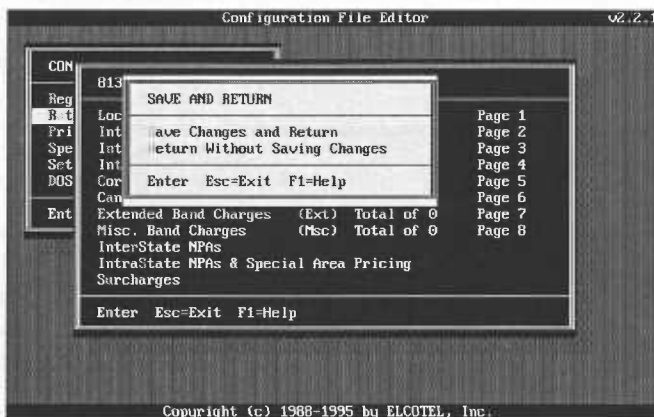 Configuration File Editor v2.2.1
CON
813
Reg
R t
Pri
Spe
Set
DOS
Ent
SAVE AND RETURN
ave Changes and Return
eturn Without Saving Changes
Enter Esc=Exit F1=Help
Loc Page 1
Int Page 2
Int Page 3
Int Page 4
Cor Page 5
Can Page 6
Extended Band Charges (Ext) Total of 0 Page 7
Misc. Band Charges (Msc) Total of 0 Page 8
InterState NPAs
IntraState NPAs & Special Area Pricing
Surcharges
Enter Esc=Exit F1=Help
Copyright (c) 1988-1995 by ELCOTEL, Inc.